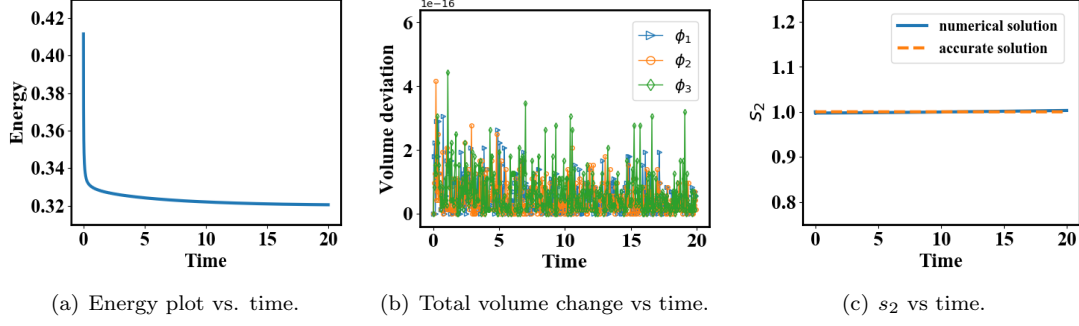 0.42
0.40
0.38
0.36
0.34
0.32
Energy
0 5 10 15 20
Time
1e−16
6
4
2
0
Volume deviation
ϕ1
ϕ2
ϕ3
0 5 10 15 20
Time
1.2
1.1
1.0
0.9
0.8
s2
numerical solution
accurate solution
0 5 10 15 20
Time
(a) Energy plot vs. time.
(b) Total volume change vs time.
(c) s2 vs time.